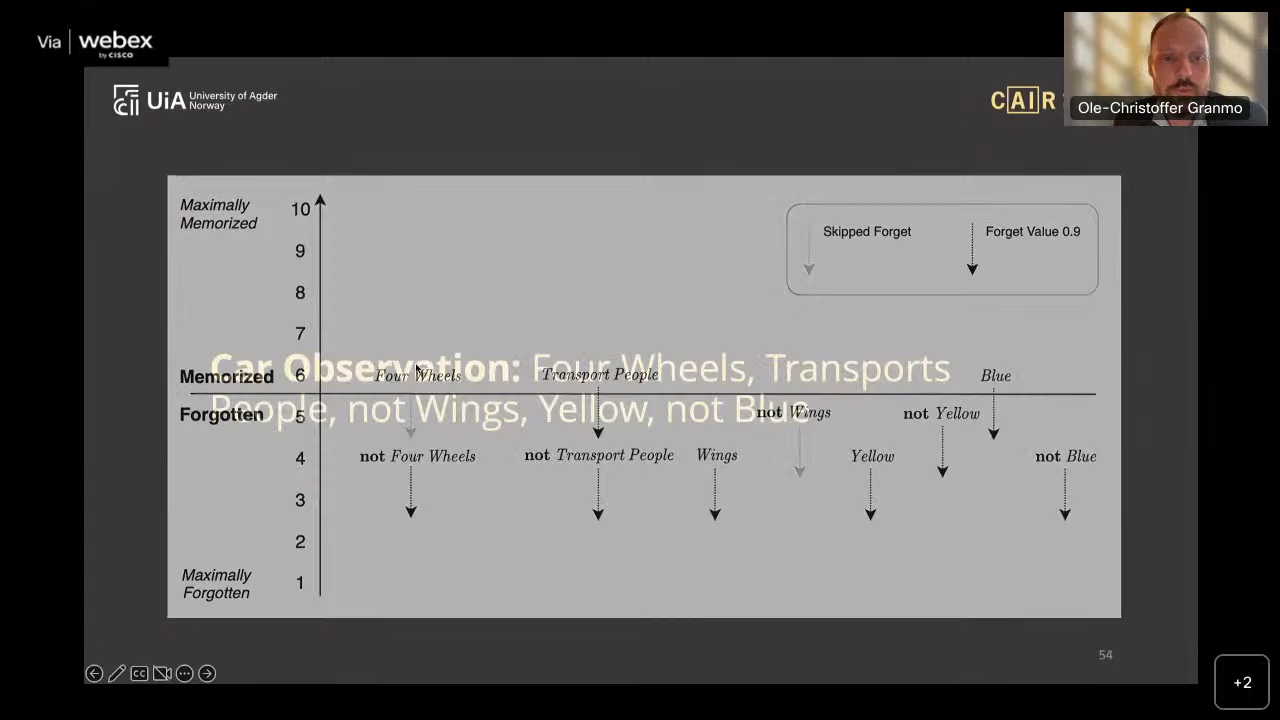 Via | webex
by CISCO
UiA University of Agder
Norway
CAIR
Ole-Christoffer Granmo
Maximally
Memorized
10
9
8
7
6
5
4
3
2
1
Skipped Forget
Forget Value 0.9
Car Observation: Four Wheels, Transports
People, not Wings, Yellow, not Blue
Memorized
Four Wheels
Transport People
Blue
Forgotten
not Wings
not Yellow
not Four Wheels
not Transport People
Wings
Yellow
not Blue
Maximally
Forgotten
54
CC
+2